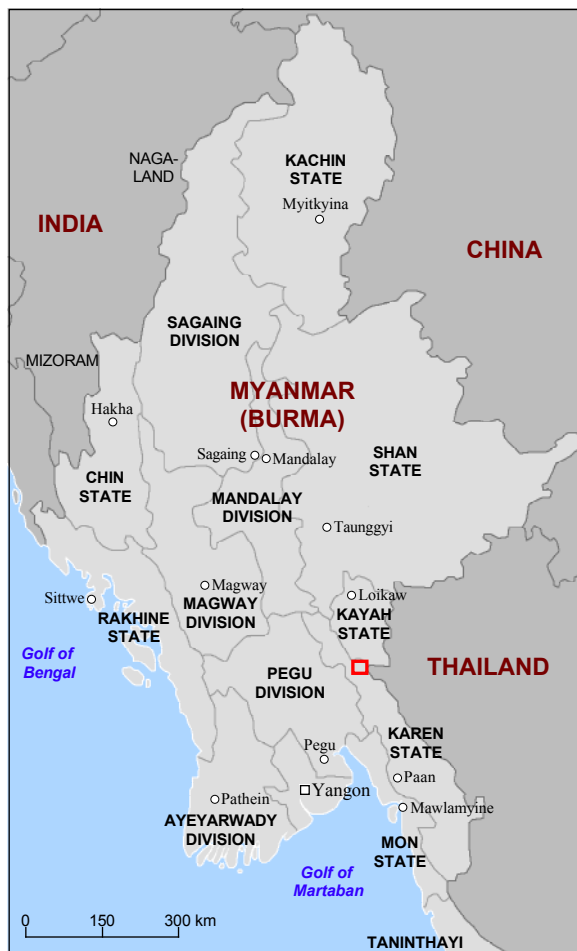 NAGA-
LAND
KACHIN
STATE
Myitkyina
INDIA
CHINA
SAGAING
DIVISION
MIZORAM
MYANMAR
(BURMA)
Hakha
Sagaing
Mandalay
SHAN
STATE
CHIN
STATE
MANDALAY
DIVISION
Taunggyi
Magway
Loikaw
Sittwe
MAGWAY
DIVISION
KAYAH
STATE
RAKHINE
STATE
Golf of
Bengal
PEGU
DIVISION
THAILAND
KAREN
STATE
Pegu
Paan
Yangon
Pathein
Mawlamyine
AYEYARWADY
DIVISION
MON
STATE
Golf of
Martaban
0 150 300 km
TANINTHAYI